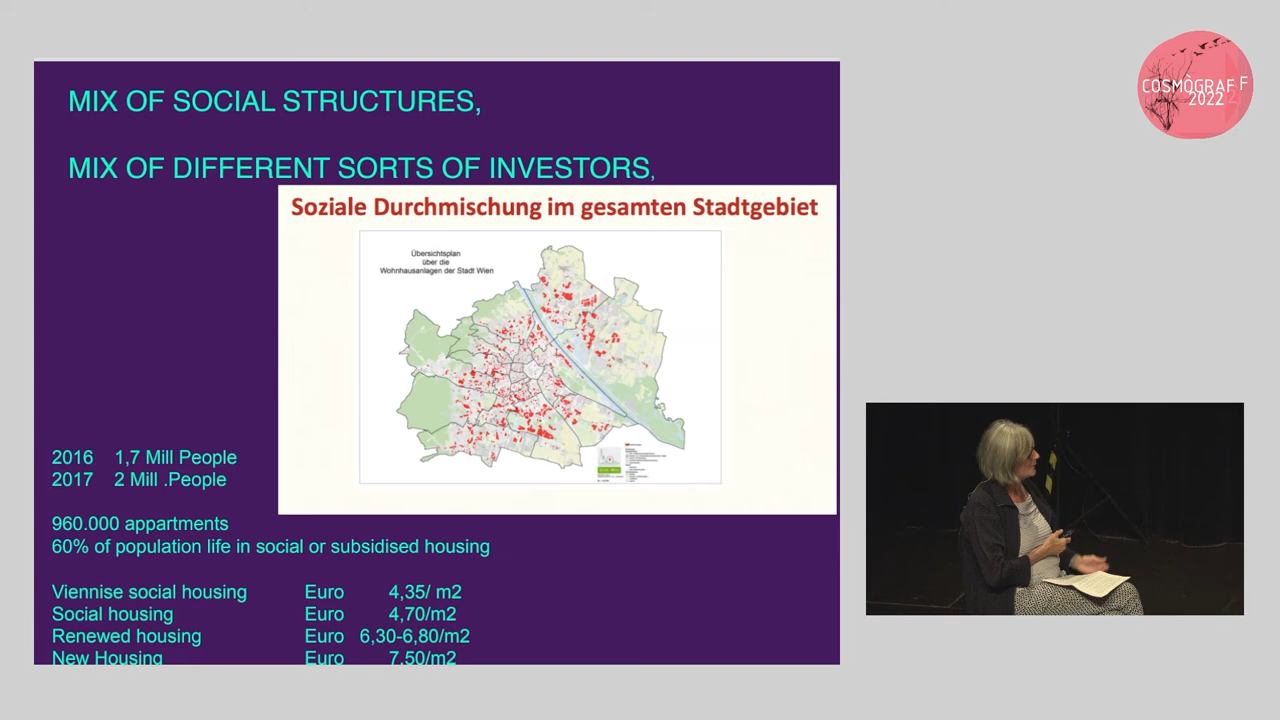 MIX OF SOCIAL STRUCTURES,
MIX OF DIFFERENT SORTS OF INVESTORS,
Soziale Durchmischung im gesamten Stadtgebiet
Übersichtsplan
über die
Wohnhausanlagen der Stadt Wien
2016 1,7 Mill People
2017 2 Mill .People
960.000 appartments
60% of population life in social or subsidised housing
Viennise social housing Euro 4,35/ m2
Social housing Euro 4,70/m2
Renewed housing Euro 6,30-6,80/m2
New Housing Euro 7,50/m2
COSMÒGRAF F
2022